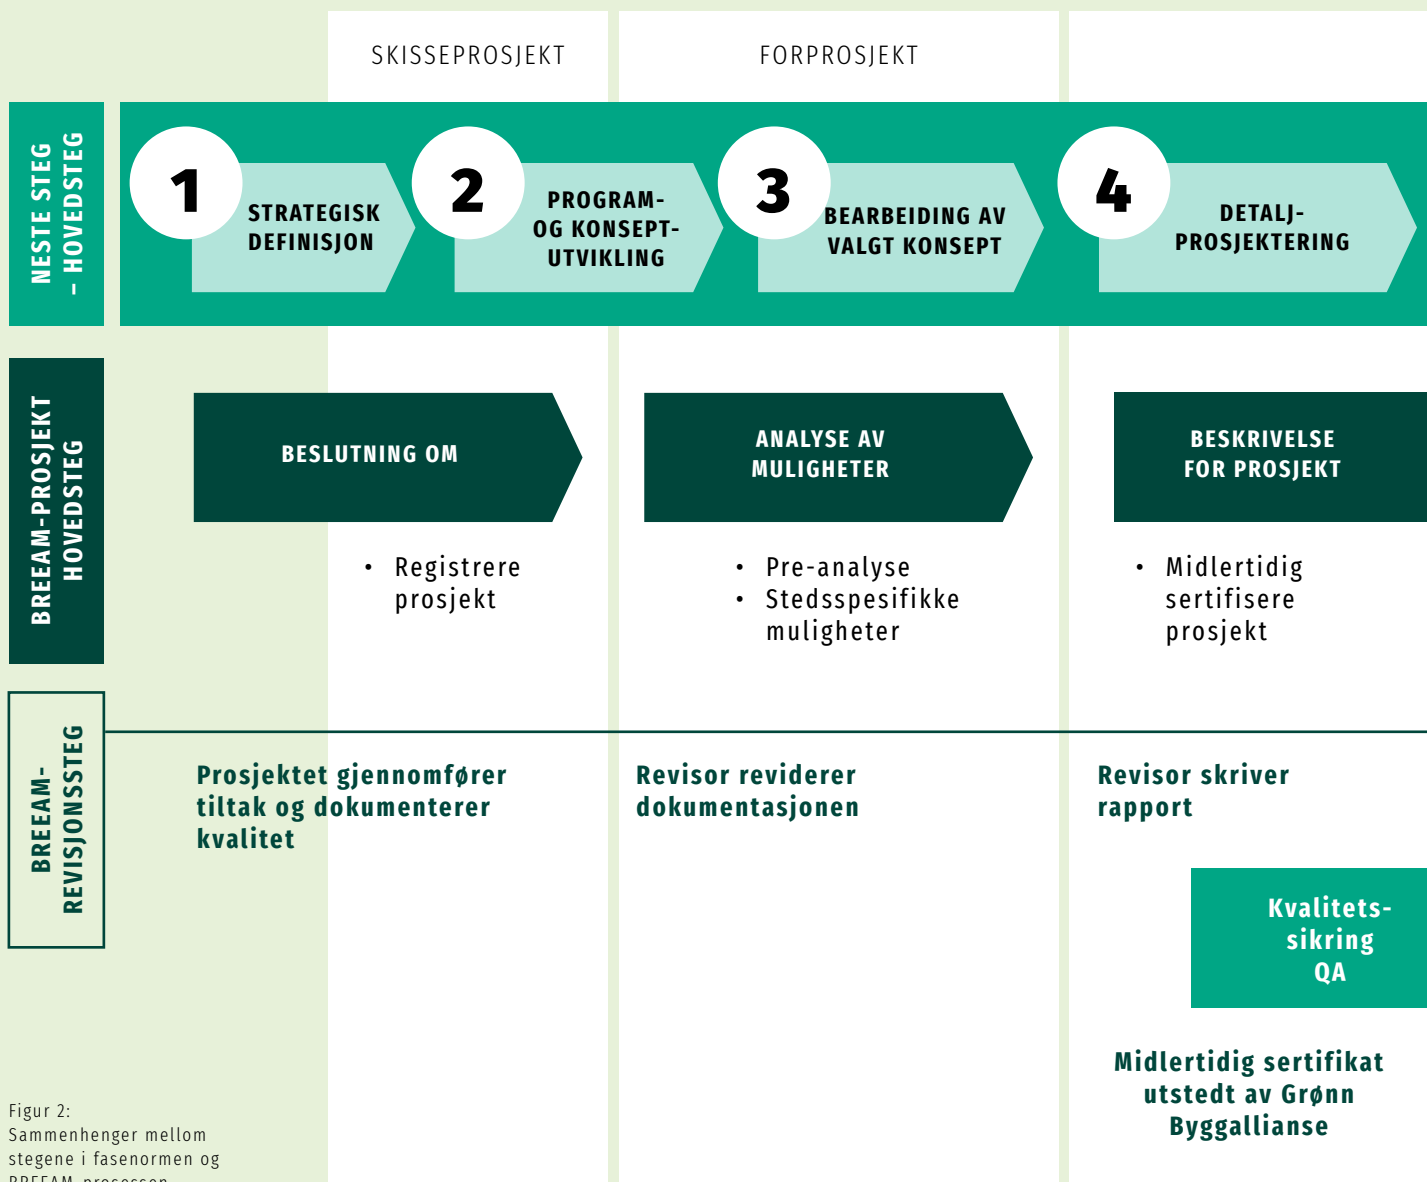 SKISSEPROSJEKT
FORPROSJEKT
NESTE STEG
– HOVEDSTEG
1
STRATEGISK
DEFINISJON
2
PROGRAM-
OG KONSEPT-
UTVIKLING
3
BEARBEIDING AV
VALGT KONSEPT
4
DETALJ-
PROSJEKTERING
BREEAM-PROSJEKT
HOVEDSTEG
BESLUTNING OM
ANALYSE AV
MULIGHETER
BESKRIVELSE
FOR PROSJEKT
• Registrere
prosjekt
• Pre-analyse
• Stedsspesifikke
muligheter
• Midlertidig
sertifisere
prosjekt
BREEAM-
REVISJONSSTEG
Prosjektet gjennomfører
tiltak og dokumenterer
kvalitet
Revisor reviderer
dokumentasjonen
Revisor skriver
rapport
Kvalitets-
sikring
QA
Midlertidig sertifikat
utstedt av Grønn
Byggallianse
Figur 2:
Sammenhenger mellom
stegene i fasenormen og
BREEAM-prosessen